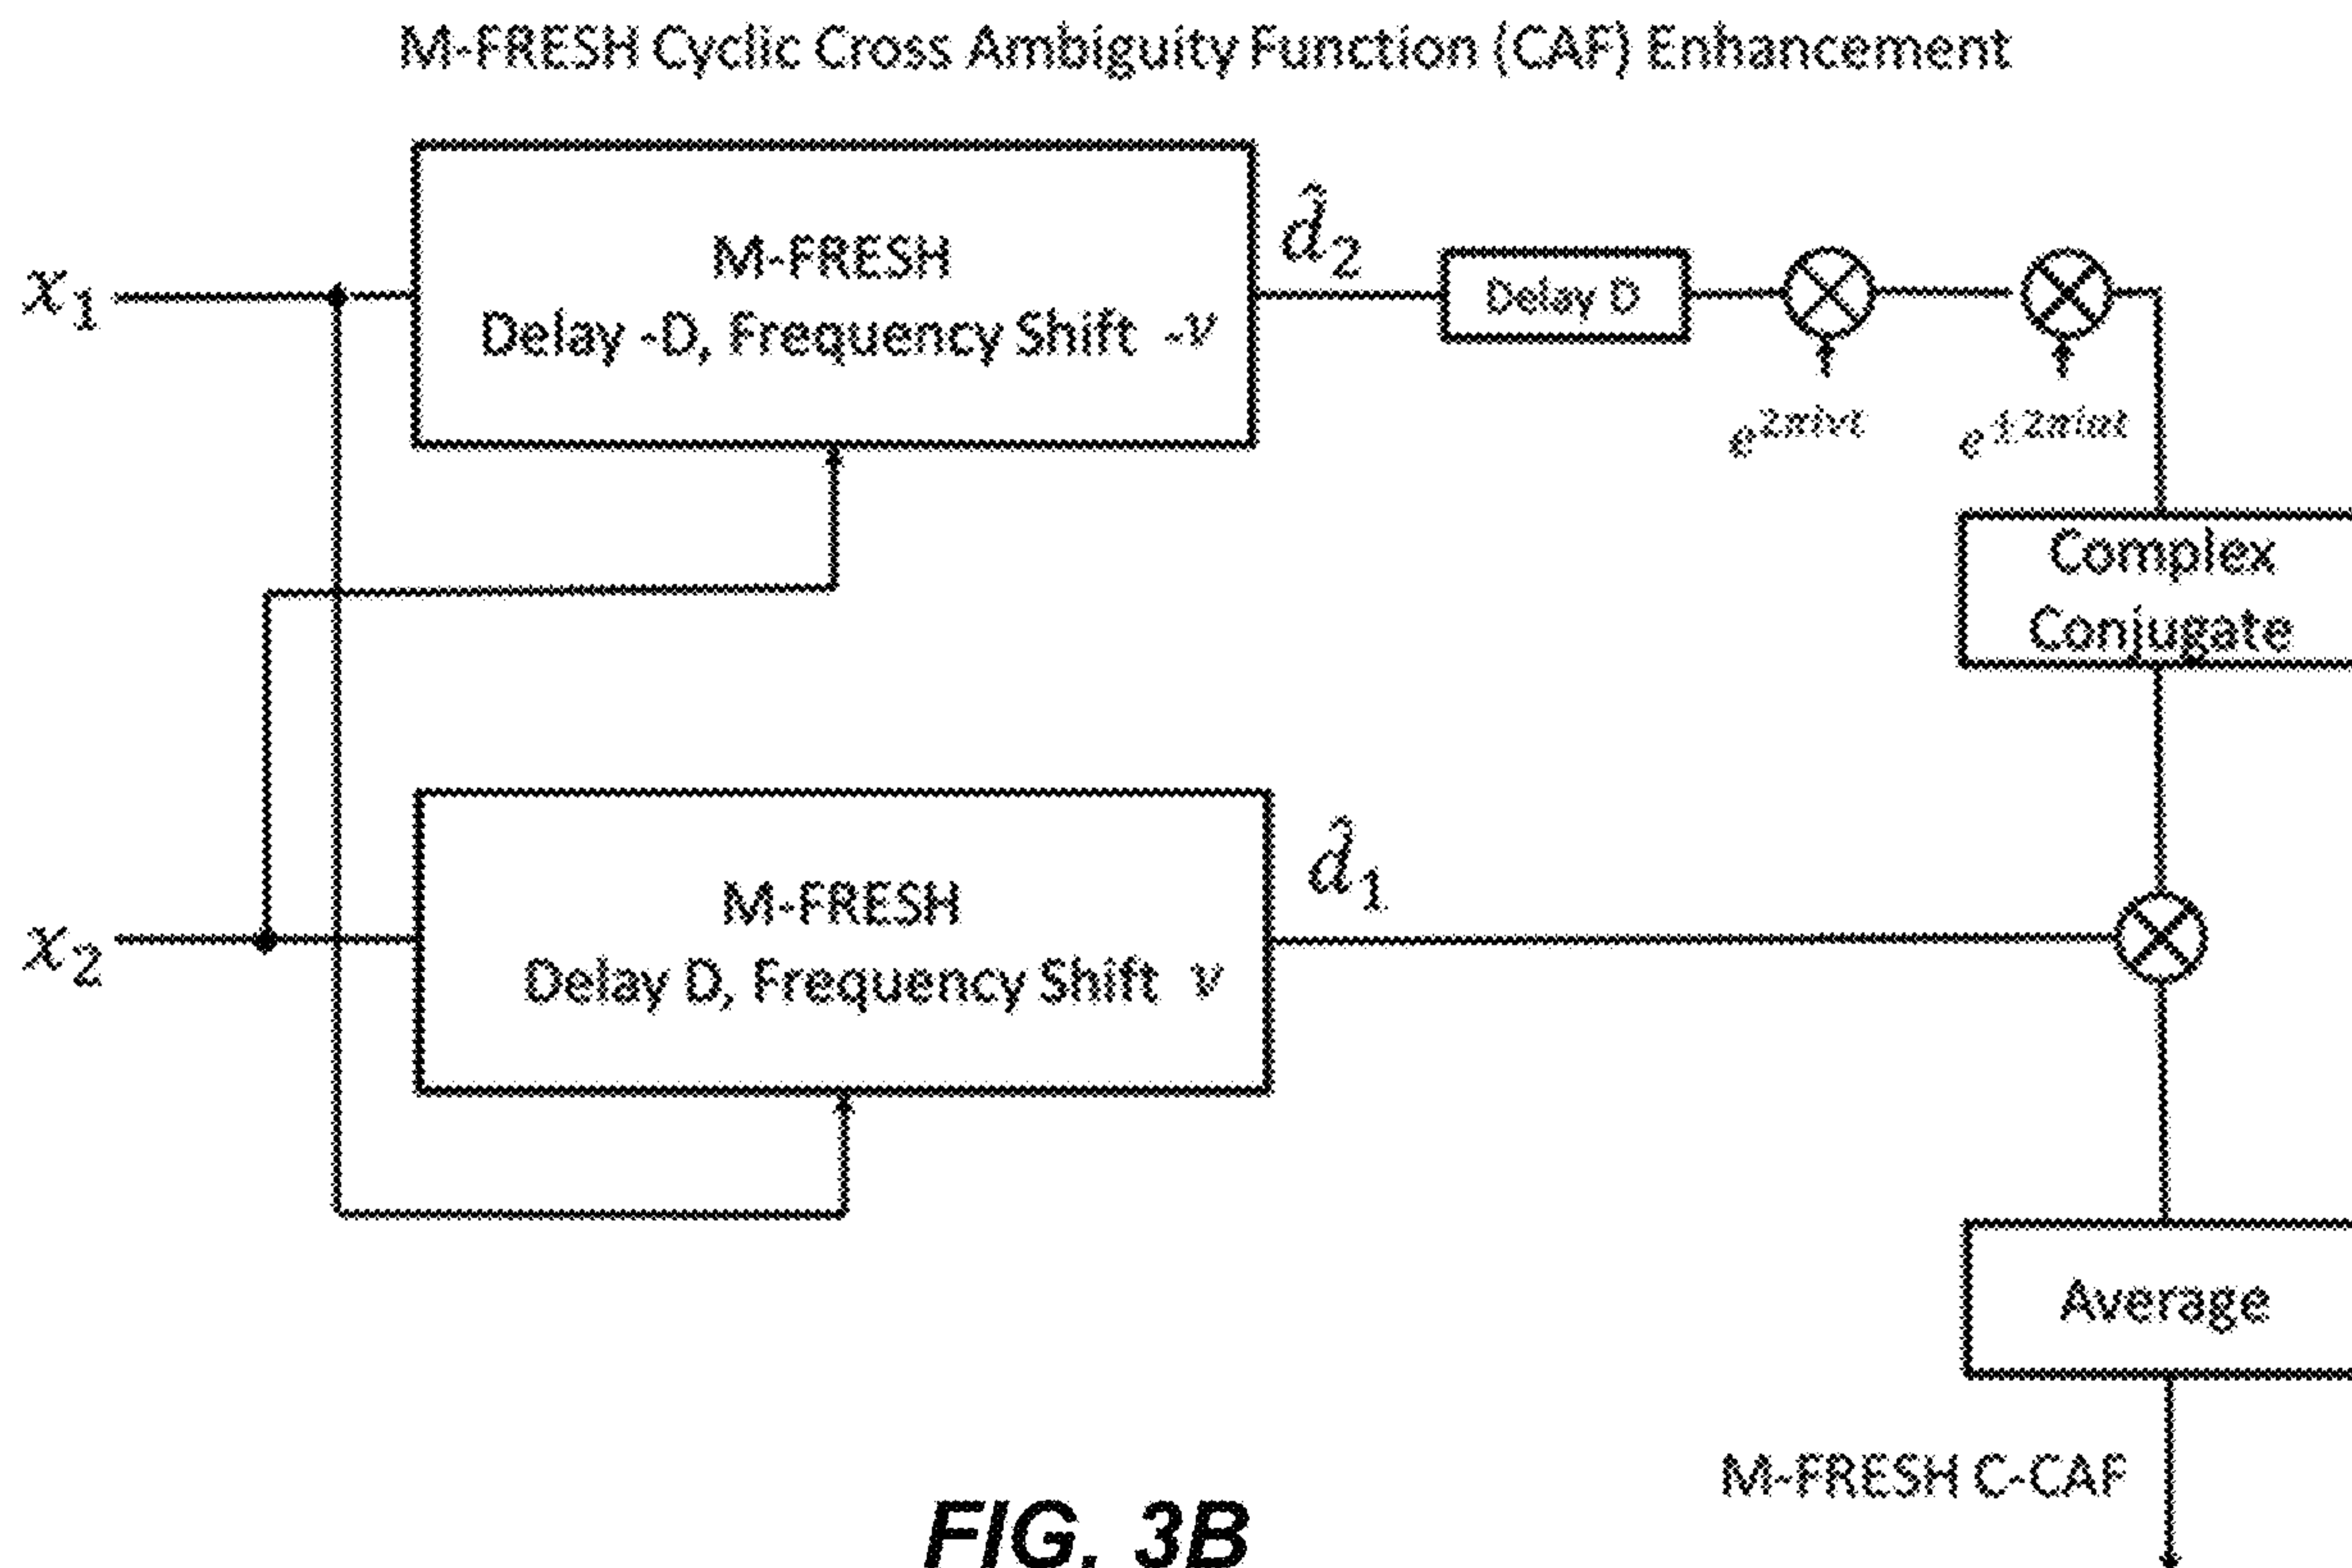 M-FRESH Cyclic Cross Ambiguity Function (CAF) Enhancement
x₁
M-FRESH
Delay -D, Frequency Shift -ν
d̂₂
Delay D
e^{2πiνt}
Complex
Conjugate
x₂
M-FRESH
Delay D, Frequency Shift ν
d̂₁
Average
M-FRESH C-CAF
FIG. 3B